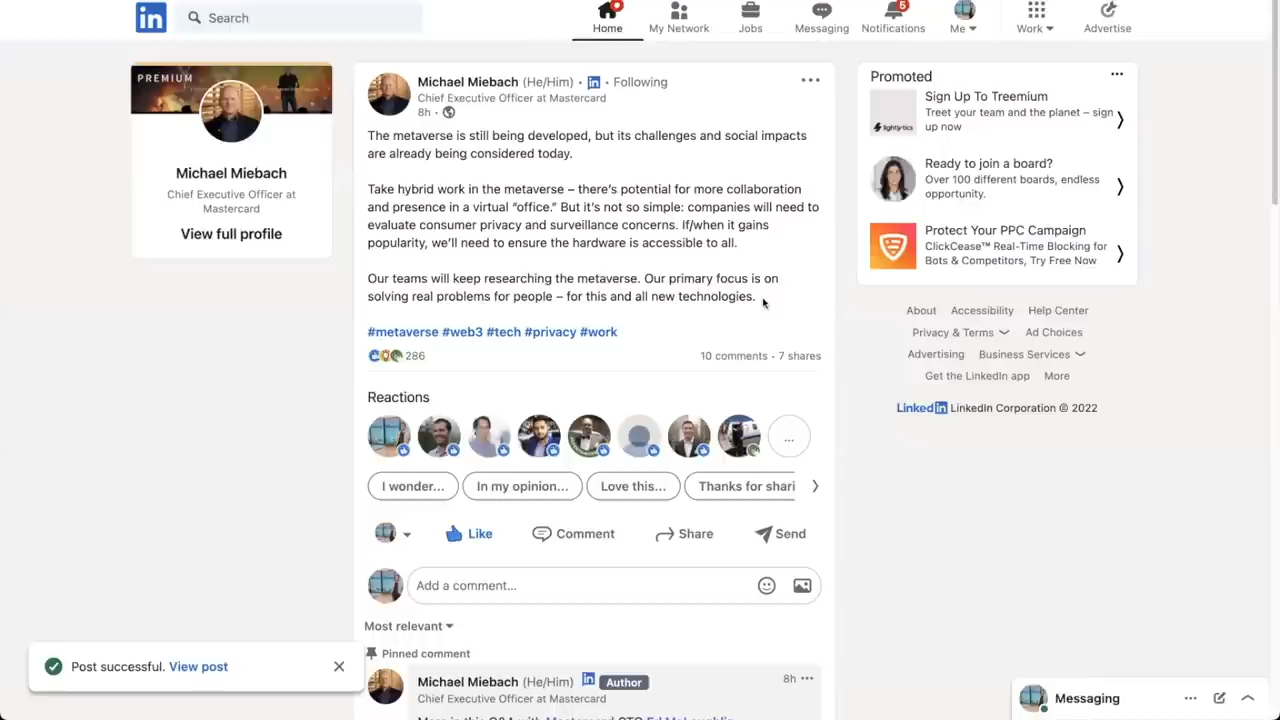 in
Search
Home
My Network
Jobs
Messaging
5
Notifications
Me
Work
Advertise
PREMIUM
Michael Miebach
Chief Executive Officer at
Mastercard
View full profile
Michael Miebach (He/Him) • in • Following
Chief Executive Officer at Mastercard
8h •
The metaverse is still being developed, but its challenges and social impacts
are already being considered today.
Take hybrid work in the metaverse – there's potential for more collaboration
and presence in a virtual "office." But it's not so simple: companies will need to
evaluate consumer privacy and surveillance concerns. If/when it gains
popularity, we'll need to ensure the hardware is accessible to all.
Our teams will keep researching the metaverse. Our primary focus is on
solving real problems for people – for this and all new technologies.
#metaverse #web3 #tech #privacy #work
286
10 comments • 7 shares
Reactions
...
I wonder...
In my opinion...
Love this...
Thanks for shari
Like
Comment
Share
Send
Add a comment...
Most relevant
Pinned comment
Michael Miebach (He/Him) in Author
8h
Chief Executive Officer at Mastercard
Promoted
Sign Up To Treemium
Treet your team and the planet – sign
up now
lightlytics
Ready to join a board?
Over 100 different boards, endless
opportunity.
Protect Your PPC Campaign
ClickCease™ Real-Time Blocking for
Bots & Competitors, Try Free Now
About Accessibility Help Center
Privacy & Terms Ad Choices
Advertising Business Services
Get the LinkedIn app More
LinkedIn LinkedIn Corporation © 2022
Post successful. View post
Messaging